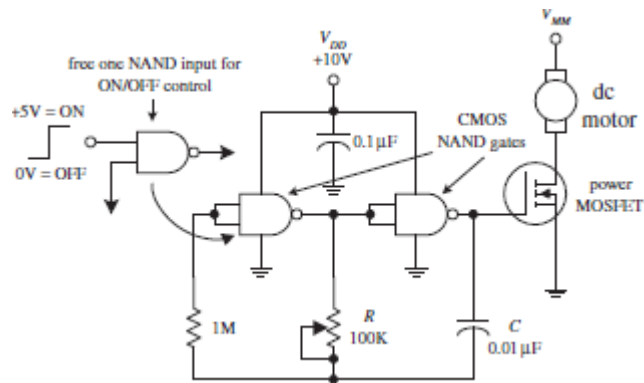 V_MM
V_DD
+10V
free one NAND input for
ON/OFF control
+5V = ON
0V = OFF
dc
motor
CMOS
NAND gates
0.1 µF
power
MOSFET
1M
R
100K
C
0.01 µF